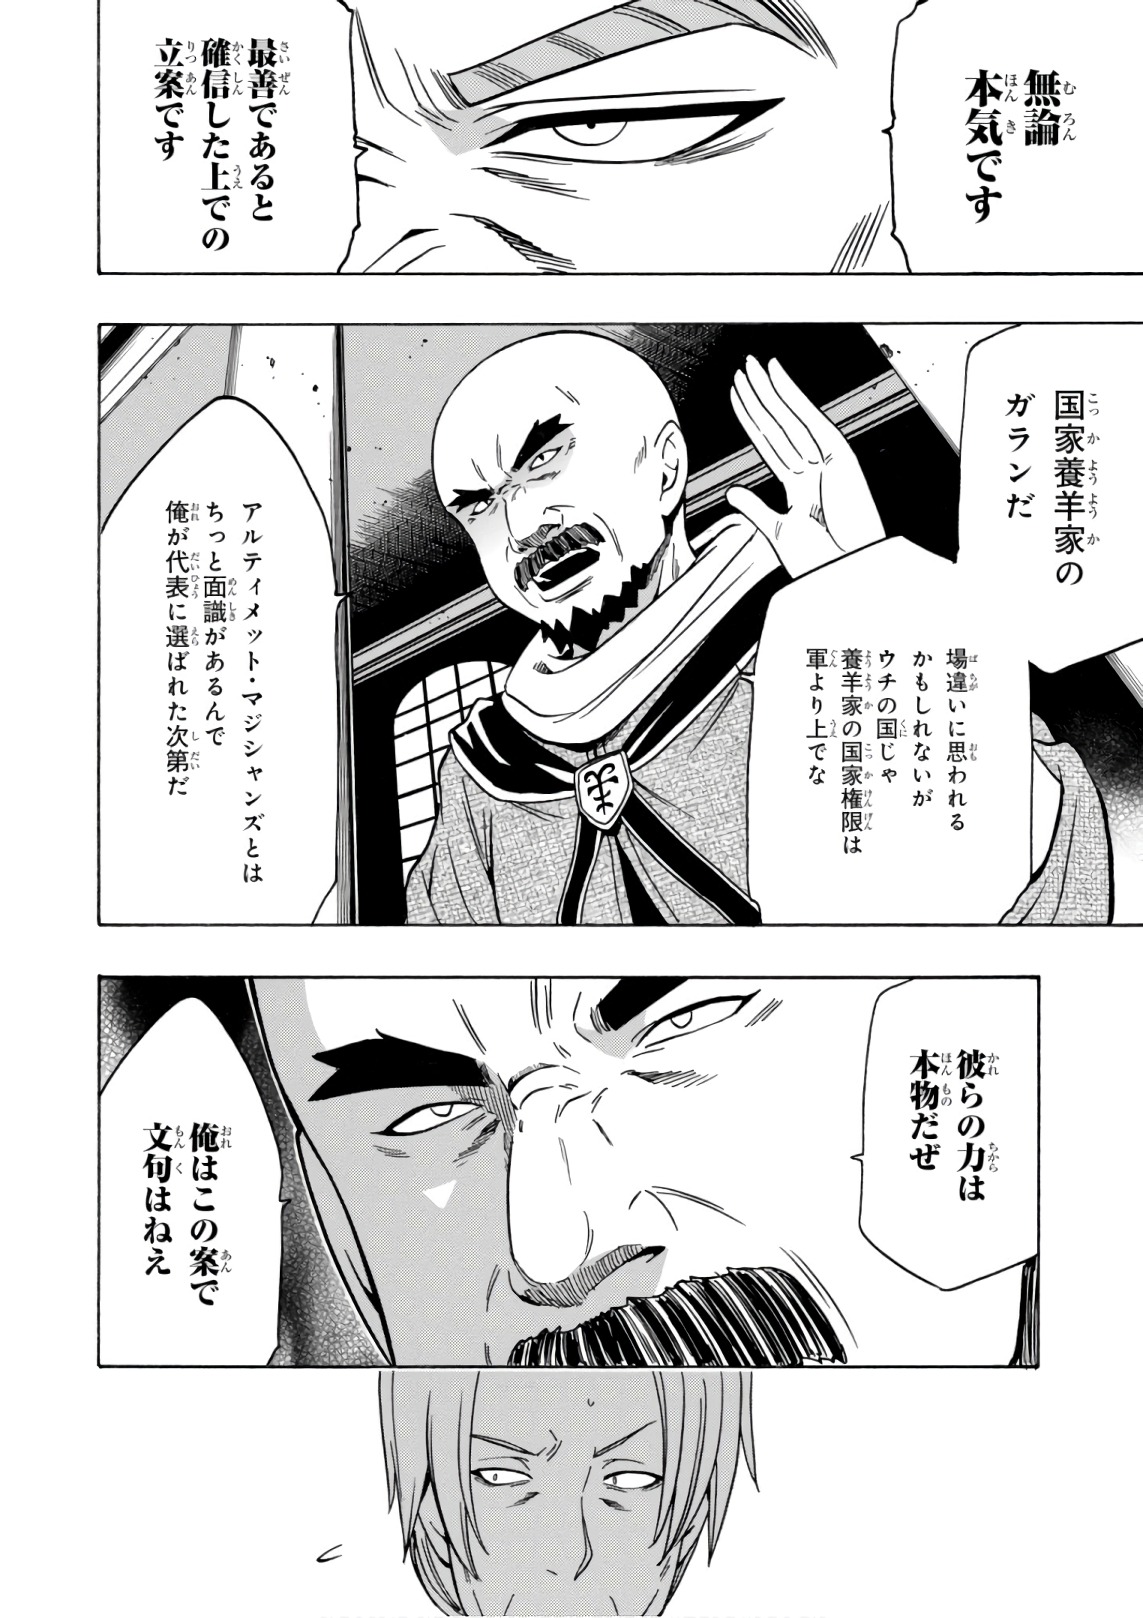 無論
本気です
最善であると
確信した上での
立案です
国家養羊家の
ガランだ
場違いに思われる
かもしれないが
ウチの国じゃ
養羊家の国家権限は
軍より上でな
アルティメット・マジシャンズとは
ちっと面識があるんで
俺が代表に選ばれた次第だ
彼らの力は
本物だぜ
俺はこの案で
文句はねえ